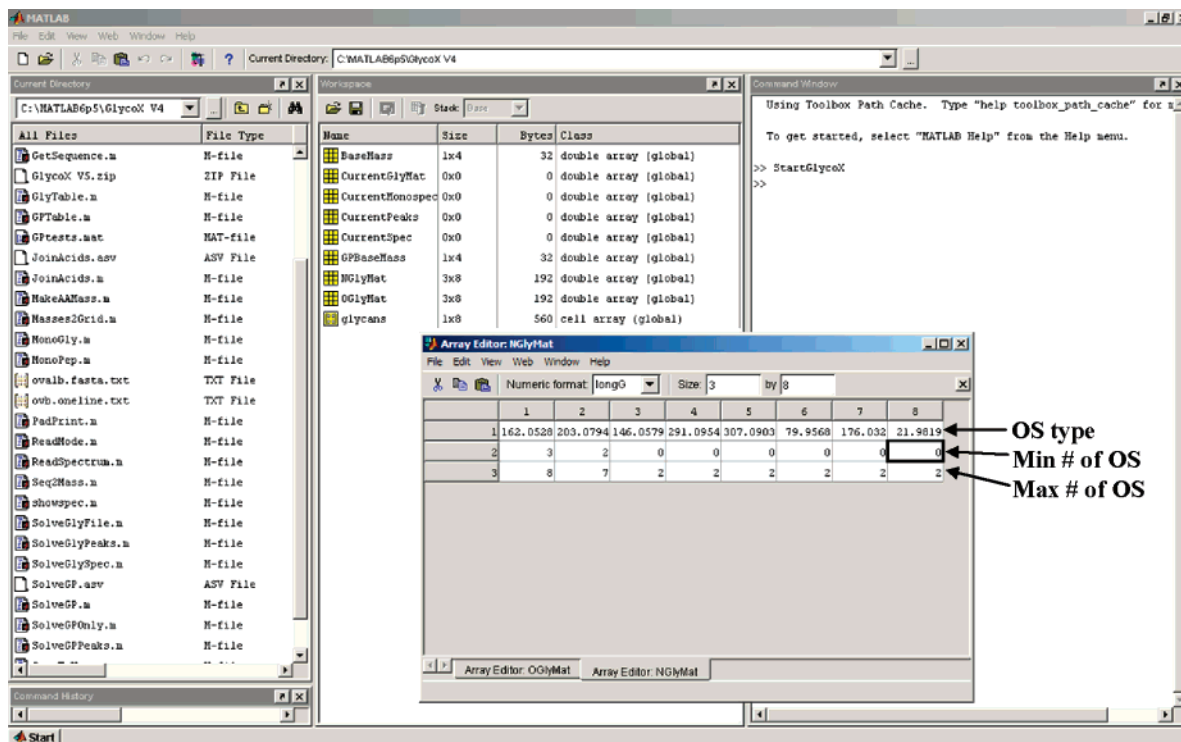 MATLAB
File Edit View Web Window Help
Current Directory: C:\MATLAB6p5\GlycoX V4
Current Directory
C:\MATLAB6p5\GlycoX V4
All Files File Type
GetSequence.m M-file
GlycoX V5.zip ZIP File
GlyTable.m M-file
GPTable.m M-file
GPtests.mat MAT-file
JoinAcids.asv ASV File
JoinAcids.m M-file
MakeAAMass.m M-file
Masses2Grid.m M-file
MonoGly.m M-file
MonoPep.m M-file
ovalb.fasta.txt TXT File
ovb.oneline.txt TXT File
PadPrint.m M-file
ReadMode.m M-file
ReadSpectrum.m M-file
Seq2Mass.m M-file
showspec.m M-file
SolveGlyFile.m M-file
SolveGlyPeaks.m M-file
SolveGlySpec.m M-file
SolveGP.asv ASV File
SolveGP.m M-file
SolveGPOnly.m M-file
SolveGPPeaks.m M-file
Command History
Start
Workspace
Stack: Base
Name Size Bytes Class
BaseMass 1x4 32 double array (global)
CurrentGlyMat 0x0 0 double array (global)
CurrentMonospec 0x0 0 double array (global)
CurrentPeaks 0x0 0 double array (global)
CurrentSpec 0x0 0 double array (global)
GPBaseMass 1x4 32 double array (global)
NGlyMat 3x8 192 double array (global)
OGlyMat 3x8 192 double array (global)
glycans 1x8 560 cell array (global)
Command Window
Using Toolbox Path Cache. Type "help toolbox_path_cache" for m
To get started, select "MATLAB Help" from the Help menu.
>> StartGlycoX
>>
Array Editor: NGlyMat
File Edit View Web Window Help
Numeric format: longG Size: 3 by 8
1 2 3 4 5 6 7 8
1 162.0528 203.0794 146.0579 291.0954 307.0903 79.9568 176.032 21.9819
2 3 2 0 0 0 0 0 0
3 8 7 2 2 2 2 2 2
Array Editor: OGlyMat Array Editor: NGlyMat
OS type
Min # of OS
Max # of OS